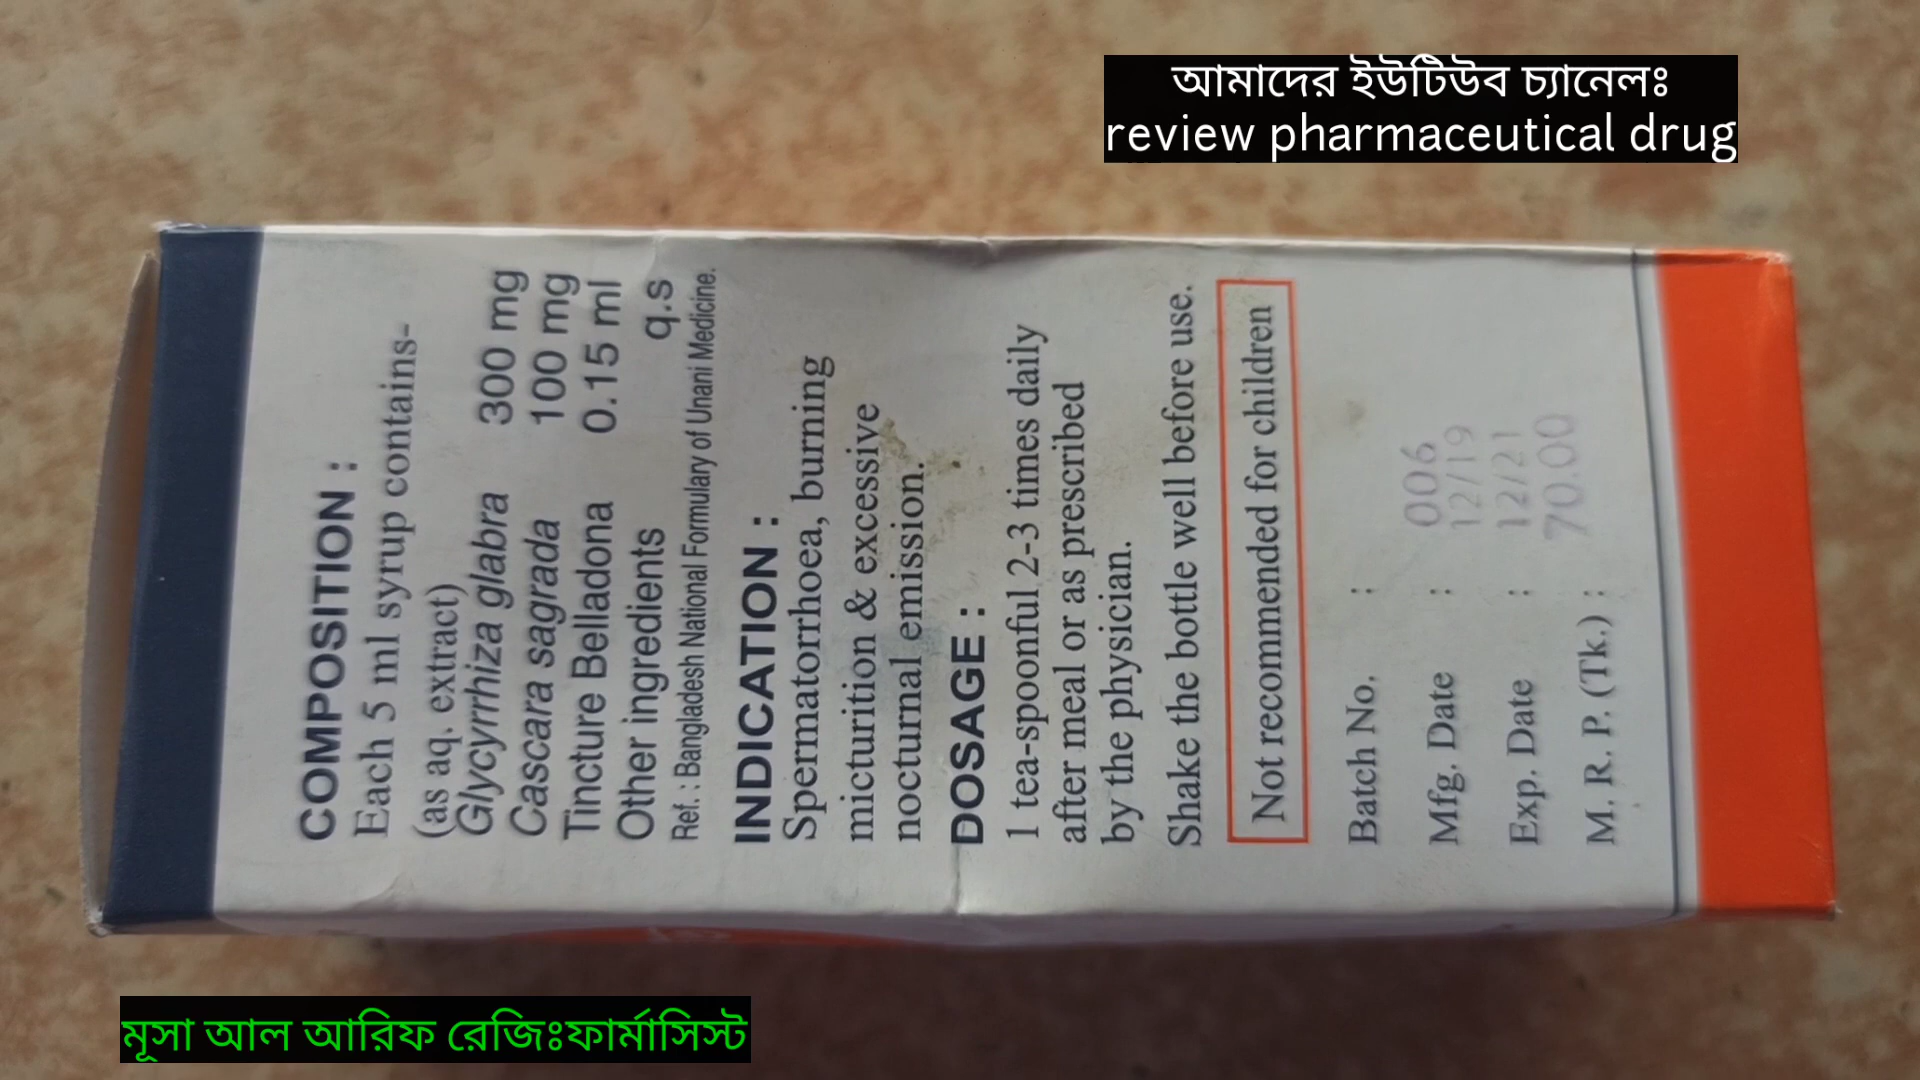 আমাদের ইউটিউব চ্যানেলঃ
review pharmaceutical drug
COMPOSITION :
Each 5 ml syrup contains-
(as aq. extract)
Glycyrrhiza glabra 300 mg
Cascara sagrada 100 mg
Tincture Belladona 0.15 ml
Other ingredients q.s
Ref. : Bangladesh National Formulary of Unani Medicine.
INDICATION :
Spermatorrhoea, burning
micturition & excessive
nocturnal emission.
DOSAGE :
1 tea-spoonful 2-3 times daily
after meal or as prescribed
by the physician.
Shake the bottle well before use.
Not recommended for children
Batch No. : 006
Mfg. Date : 12/19
Exp. Date : 12/21
M. R. P. (Tk.) : 70.00
মূসা আল আরিফ রেজিঃফার্মাসিস্ট